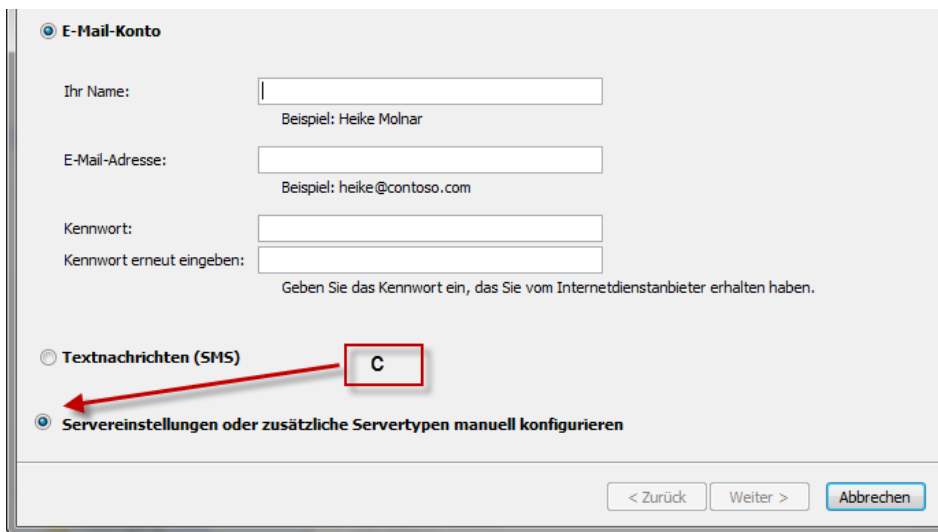 E-Mail-Konto
Ihr Name:
Beispiel: Heike Molnar
E-Mail-Adresse:
Beispiel: heike@contoso.com
Kennwort:
Kennwort erneut eingeben:
Geben Sie das Kennwort ein, das Sie vom Internetdienstanbieter erhalten haben.
Textnachrichten (SMS)
C
Servereinstellungen oder zusätzliche Servertypen manuell konfigurieren
< Zurück Weiter > Abbrechen